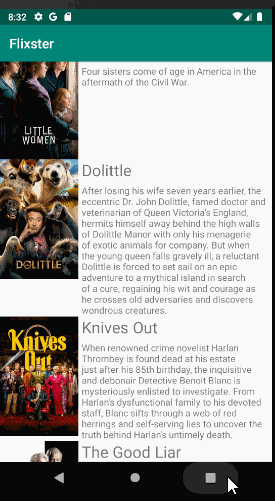 8:32
Flixster
Four sisters come of age in America in the
aftermath of the Civil War.
LITTLE
WOMEN
Dolittle
After losing his wife seven years earlier, the
eccentric Dr. John Dolittle, famed doctor and
veterinarian of Queen Victoria's England,
hermits himself away behind the high walls
of Dolittle Manor with only his menagerie
of exotic animals for company. But when
the young queen falls gravely ill, a reluctant
Dolittle is forced to set sail on an epic
adventure to a mythical island in search
of a cure, regaining his wit and courage as
he crosses old adversaries and discovers
wondrous creatures.
DOLITTLE
Knives Out
When renowned crime novelist Harlan
Thrombey is found dead at his estate
just after his 85th birthday, the inquisitive
and debonair Detective Benoit Blanc is
mysteriously enlisted to investigate. From
Harlan's dysfunctional family to his devoted
staff, Blanc sifts through a web of red
herrings and self-serving lies to uncover the
truth behind Harlan's untimely death.
Knives
Out
The Good Liar